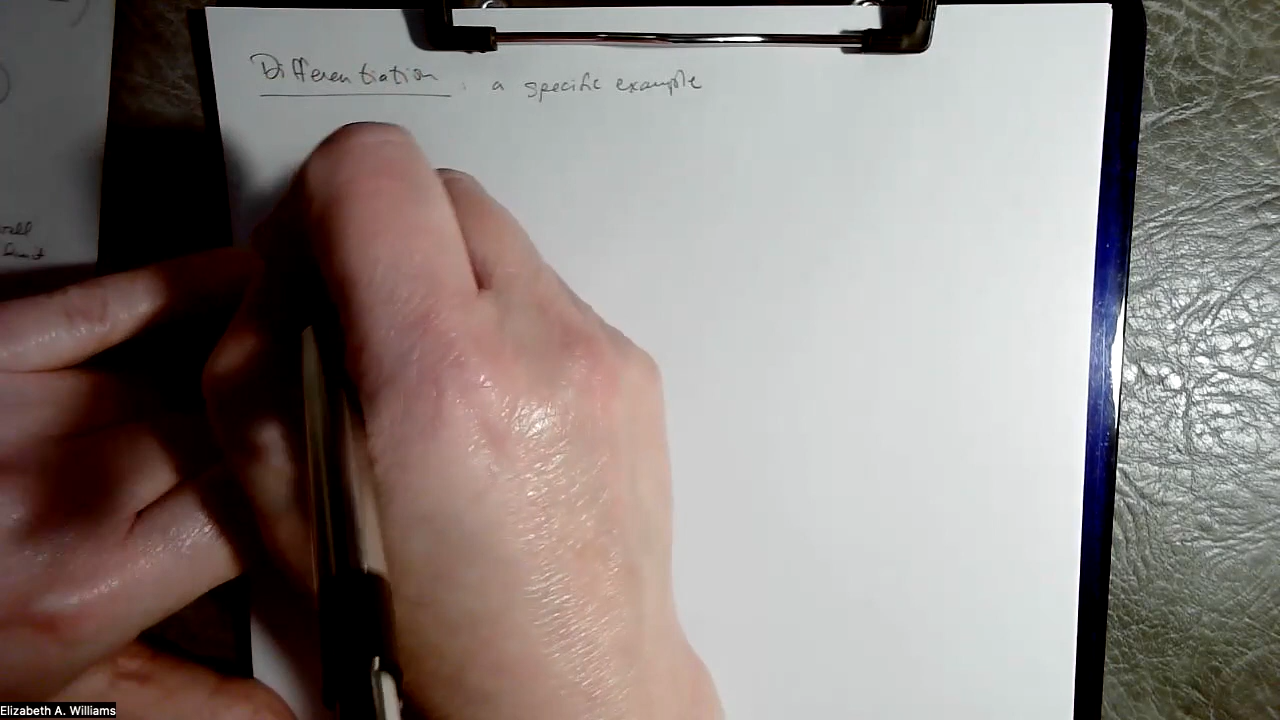 Differentiation : a specific example
Elizabeth A. Williams